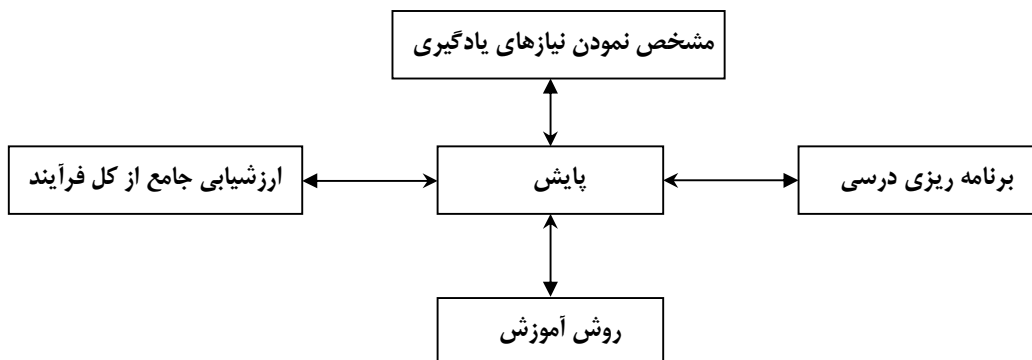 مشخص نمودن نیازهای یادگیری
برنامه ریزی درسی
پایش
ارزشیابی جامع از کل فرآیند
روش آموزش